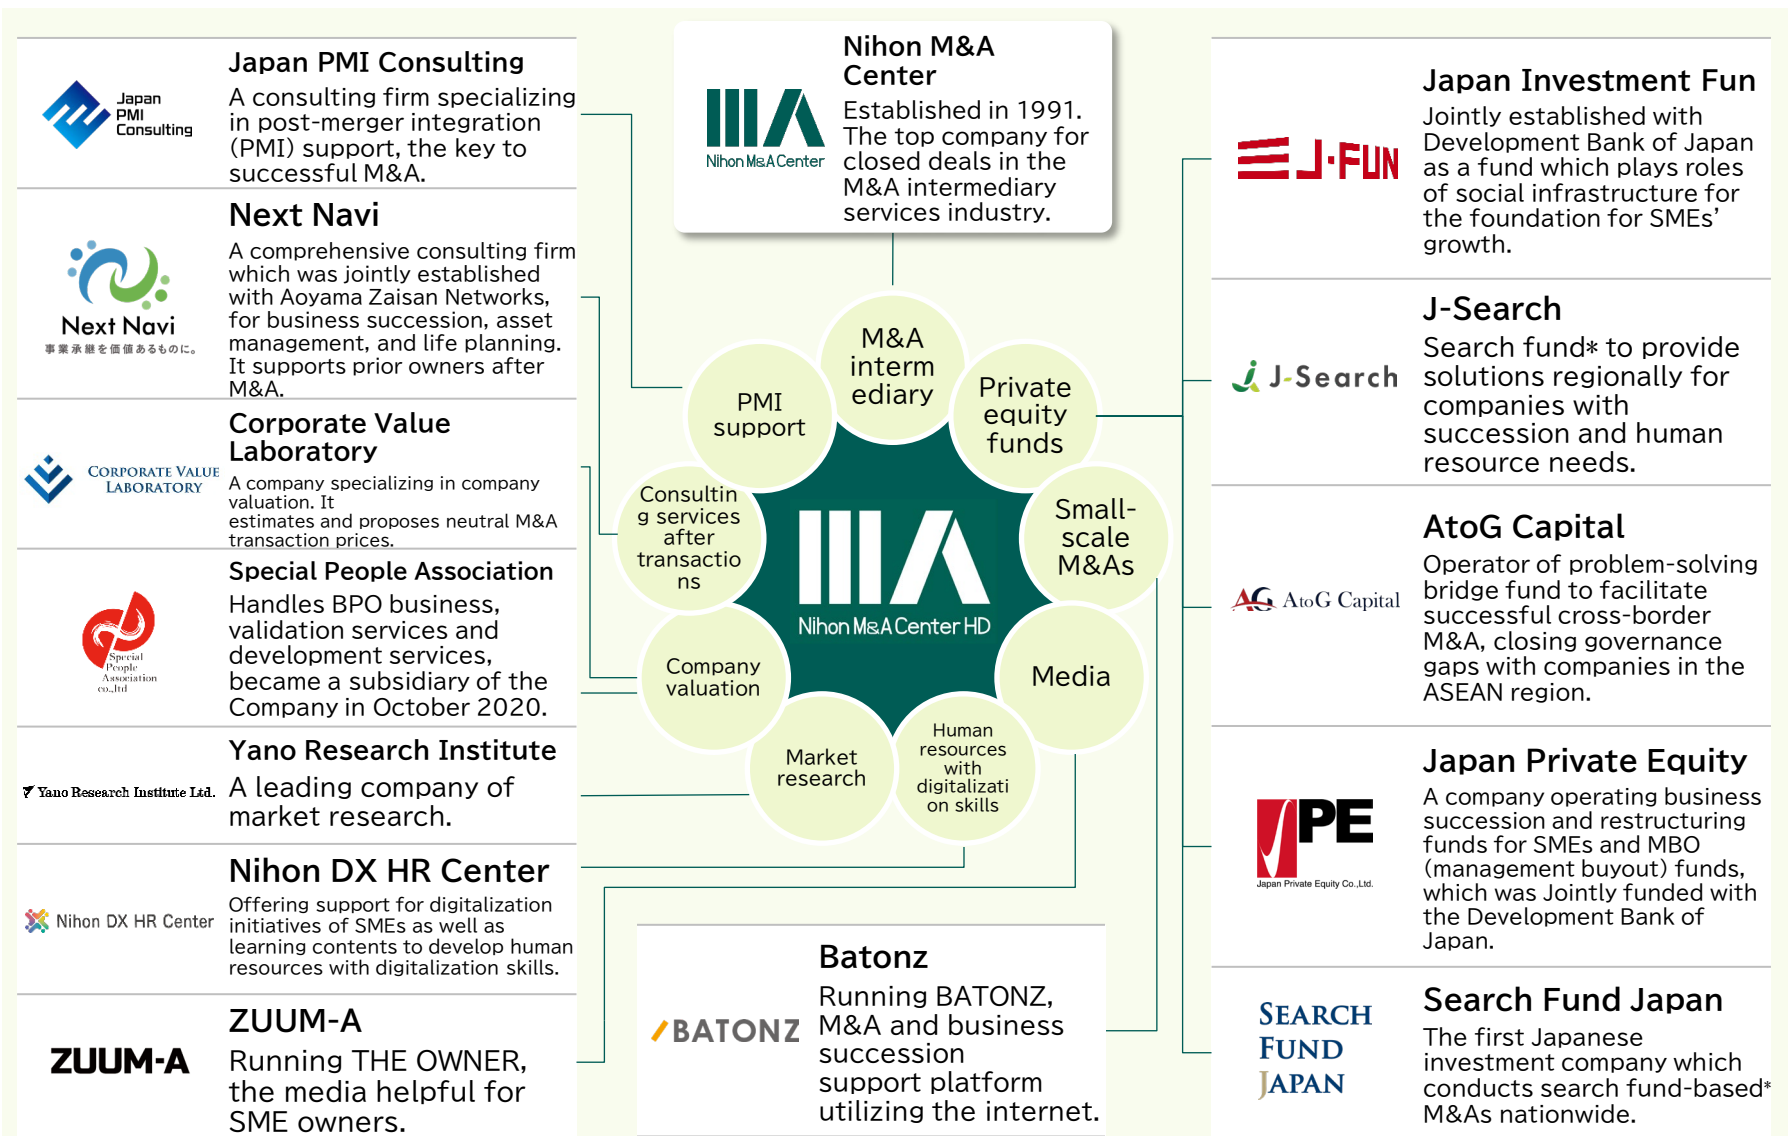 Japan
PMI
Consulting
Japan PMI Consulting
A consulting firm specializing
in post-merger integration
(PMI) support, the key to
successful M&A.
Next Navi
事業承継を価値あるものに。
Next Navi
A comprehensive consulting firm
which was jointly established
with Aoyama Zaisan Networks,
for business succession, asset
management, and life planning.
It supports prior owners after
M&A.
CORPORATE VALUE
LABORATORY
Corporate Value
Laboratory
A company specializing in company
valuation. It
estimates and proposes neutral M&A
transaction prices.
Special
People
Association
co.,ltd
Special People Association
Handles BPO business,
validation services and
development services,
became a subsidiary of the
Company in October 2020.
Yano Research Institute Ltd.
Yano Research Institute
A leading company of
market research.
Nihon DX HR Center
Nihon DX HR Center
Offering support for digitalization
initiatives of SMEs as well as
learning contents to develop human
resources with digitalization skills.
ZUUM-A
ZUUM-A
Running THE OWNER,
the media helpful for
SME owners.
Nihon M&A Center
Nihon M&A
Center
Established in 1991.
The top company for
closed deals in the
M&A intermediary
services industry.
M&A
interm
ediary
Private
equity
funds
Small-
scale
M&As
Media
Human
resources
with
digitalizati
on skills
Market
research
Company
valuation
Consultin
g services
after
transactio
ns
PMI
support
Nihon M&A Center HD
BATONZ
Batonz
Running BATONZ,
M&A and business
succession
support platform
utilizing the internet.
J-FUN
Japan Investment Fun
Jointly established with
Development Bank of Japan
as a fund which plays roles
of social infrastructure for
the foundation for SMEs’
growth.
J-Search
J-Search
Search fund* to provide
solutions regionally for
companies with
succession and human
resource needs.
AG AtoG Capital
AtoG Capital
Operator of problem-solving
bridge fund to facilitate
successful cross-border
M&A, closing governance
gaps with companies in the
ASEAN region.
JPE
Japan Private Equity Co.,Ltd.
Japan Private Equity
A company operating business
succession and restructuring
funds for SMEs and MBO
(management buyout) funds,
which was Jointly funded with
the Development Bank of
Japan.
SEARCH
FUND
JAPAN
Search Fund Japan
The first Japanese
investment company which
conducts search fund-based*
M&As nationwide.